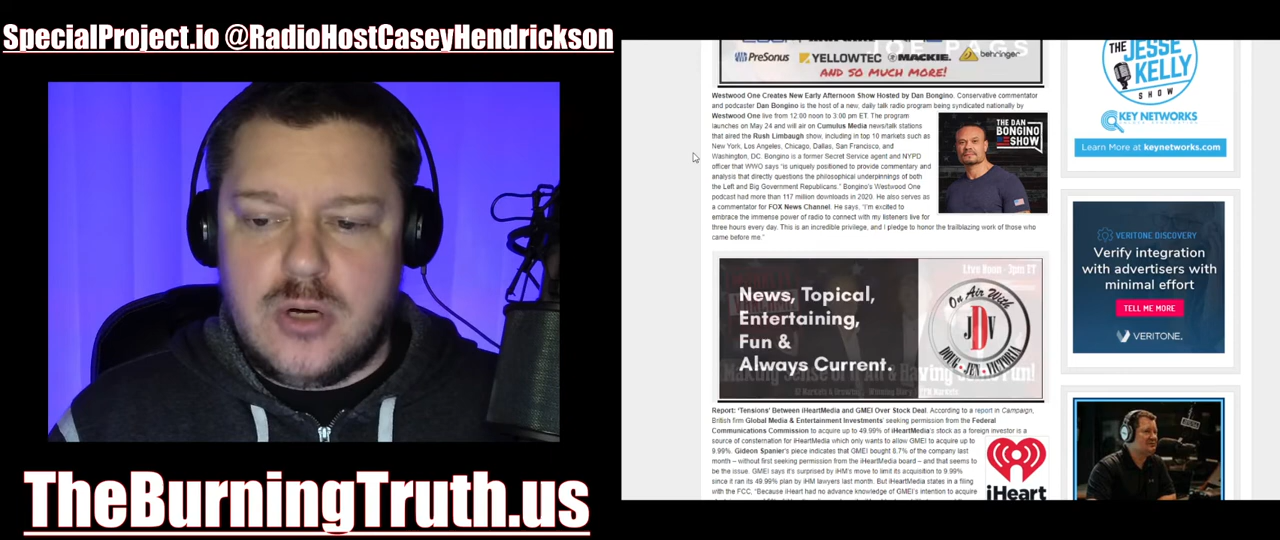 SpecialProject.io @RadioHostCaseyHendrickson
TheBurningTruth.us
JOE PAGS
PreSonus YELLOWTEC MACKIE. behringer
AND SO MUCH MORE!
Westwood One Creates New Early Afternoon Show Hosted by Dan Bongino. Conservative commentator
and podcaster Dan Bongino is the host of a new, daily talk radio program being syndicated nationally by
Westwood One live from 12:00 noon to 3:00 pm ET. The program
launches on May 24 and will air on Cumulus Media news/talk stations
that aired the Rush Limbaugh show, including in top 10 markets such as
New York, Los Angeles, Chicago, Dallas, San Francisco, and
Washington, DC. Bongino is a former Secret Service agent and NYPD
officer that WWO says "is uniquely positioned to provide commentary and
analysis that directly questions the philosophical underpinnings of both
the Left and Big Government Republicans." Bongino's Westwood One
podcast had more than 117 million downloads in 2020. He also serves as
a commentator for FOX News Channel. He says, "I'm excited to
embrace the immense power of radio to connect with my listeners live for
three hours every day. This is an incredible privilege, and I pledge to honor the trailblazing work of those who
came before me."
THE DAN
BONGINO
SHOW
News, Topical,
Entertaining,
Fun &
Always Current.
Live Noon - 3pm ET
On Air With
JDV
DOUG · JEN · VICTORIA
Making Sense of It All & Having Some Fun!
Report: 'Tensions' Between iHeartMedia and GMEI Over Stock Deal. According to a report in Campaign,
British firm Global Media & Entertainment Investments' seeking permission from the Federal
Communications Commission to acquire up to 49.99% of iHeartMedia's stock as a foreign investor is a
source of consternation for iHeartMedia which only wants to allow GMEI to acquire up to
9.99%. Gideon Spanier's piece indicates that GMEI bought 8.7% of the company last
month – without first seeking permission from the iHeartMedia board – and that seems to
be the issue. GMEI says it's surprised by iHM's move to limit its acquisition to 9.99%
since it ran its 49.99% plan by iHM lawyers last month. But iHeartMedia states in a filing
with the FCC, "Because iHeart had no advance knowledge of GMEI's intention to acquire
iHeart
THE
JESSE
KELLY
SHOW
KEY NETWORKS
Learn More at keynetworks.com
VERITONE DISCOVERY
Verify integration
with advertisers with
minimal effort
TELL ME MORE
VERITONE.